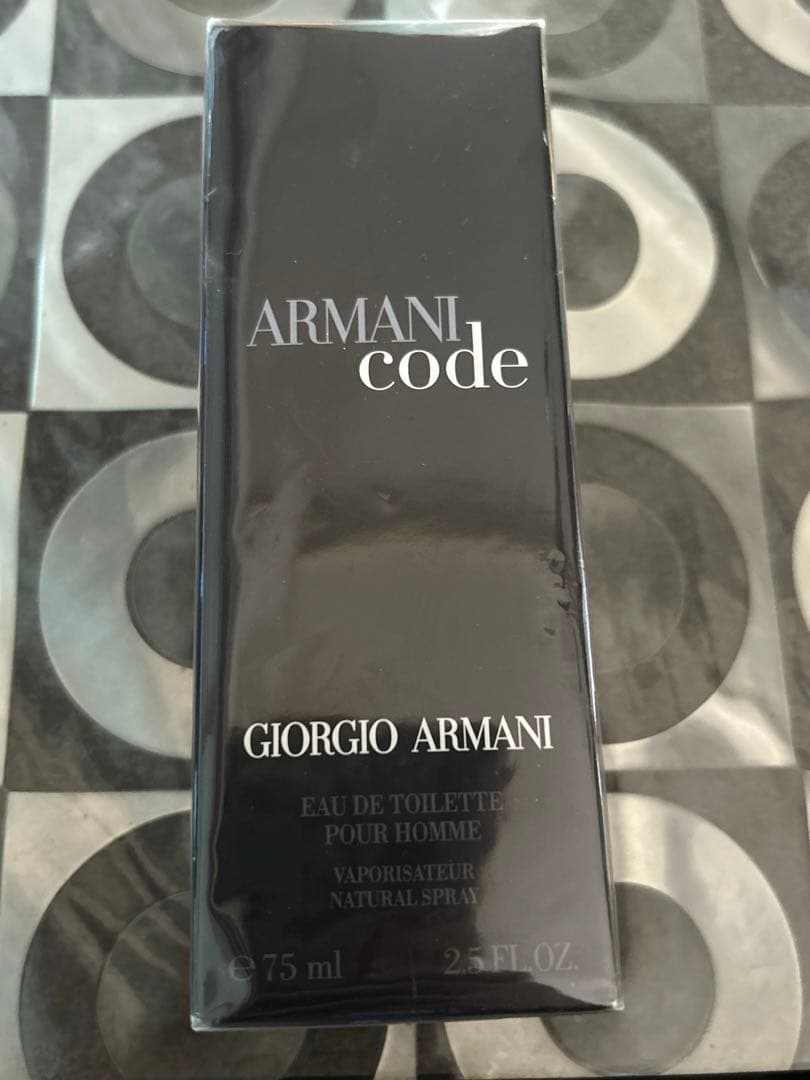 ARMANI
code
GIORGIO ARMANI
EAU DE TOILETTE
POUR HOMME
VAPORISATEUR
NATURAL SPRAY
℮ 75 ml 2.5 FL.OZ.